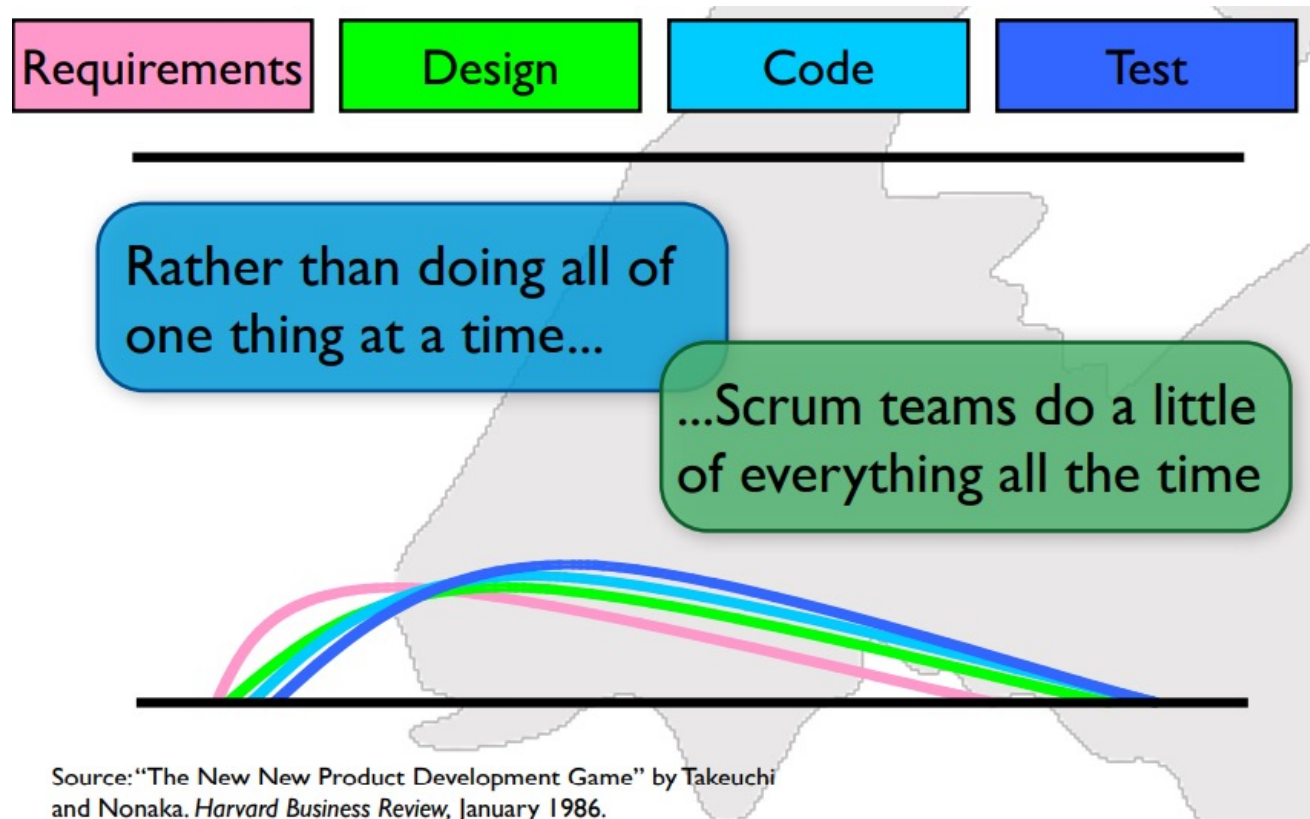 Requirements
Design
Code
Test
Rather than doing all of
one thing at a time...
...Scrum teams do a little
of everything all the time
Source: “The New New Product Development Game” by Takeuchi
and Nonaka. Harvard Business Review, January 1986.